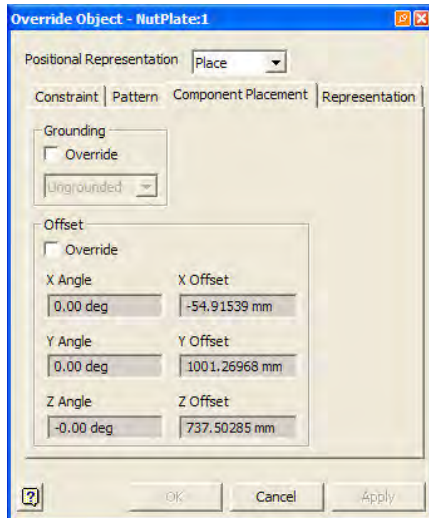 Override Object - NutPlate:1
Positional Representation Place
Constraint Pattern Component Placement Representation
Grounding
Override
Ungrounded
Offset
Override
X Angle X Offset
0.00 deg -54.91539 mm
Y Angle Y Offset
0.00 deg 1001.26968 mm
Z Angle Z Offset
-0.00 deg 737.50285 mm
? OK Cancel Apply